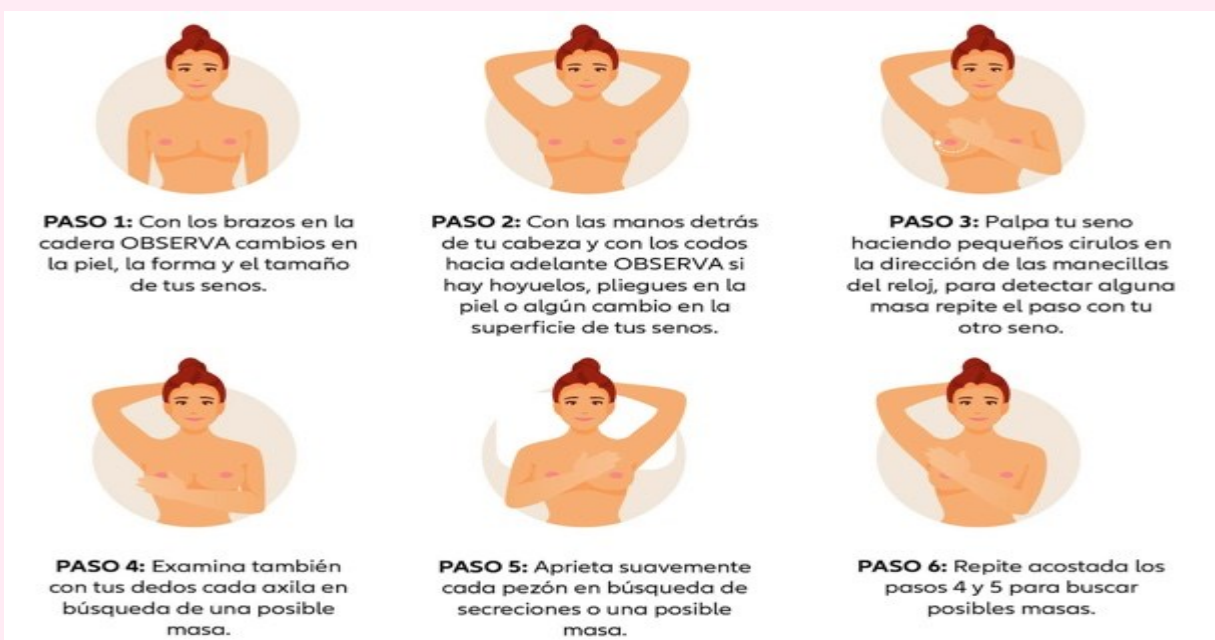 PASO 1: Con los brazos en la
cadera OBSERVA cambios en
la piel, la forma y el tamaño
de tus senos.
PASO 2: Con las manos detrás
de tu cabeza y con los codos
hacia adelante OBSERVA si
hay hoyuelos, pliegues en la
piel o algún cambio en la
superficie de tus senos.
PASO 3: Palpa tu seno
haciendo pequeños cirulos en
la dirección de las manecillas
del reloj, para detectar alguna
masa repite el paso con tu
otro seno.
PASO 4: Examina también
con tus dedos cada axila en
búsqueda de una posible
masa.
PASO 5: Aprieta suavemente
cada pezón en búsqueda de
secreciones o una posible
masa.
PASO 6: Repite acostada los
pasos 4 y 5 para buscar
posibles masas.